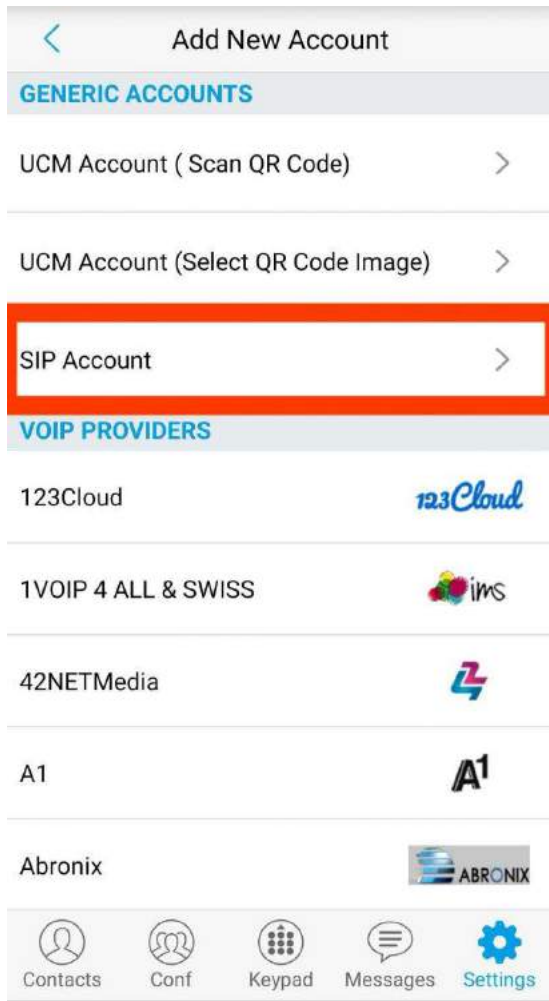 Add New Account
GENERIC ACCOUNTS
UCM Account ( Scan QR Code)
UCM Account (Select QR Code Image)
SIP Account
VOIP PROVIDERS
123Cloud 123Cloud
1VOIP 4 ALL & SWISS ims
42NETMedia
A1 A1
Abronix ABRONIX
Contacts Conf Keypad Messages Settings